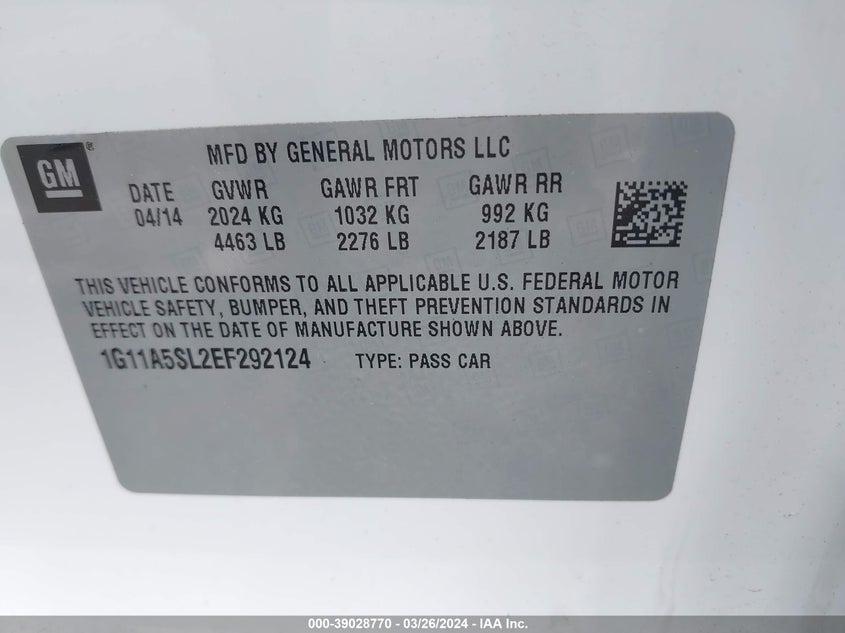 GM® MFD BY GENERAL MOTORS LLC
DATE GVWR GAWR FRT GAWR RR
04/14 2024 KG 1032 KG 992 KG
4463 LB 2276 LB 2187 LB
THIS VEHICLE CONFORMS TO ALL APPLICABLE U.S. FEDERAL MOTOR
VEHICLE SAFETY, BUMPER, AND THEFT PREVENTION STANDARDS IN
EFFECT ON THE DATE OF MANUFACTURE SHOWN ABOVE.
1G11A5SL2EF292124 TYPE: PASS CAR
000-39028770 - 03/26/2024 - IAA Inc.